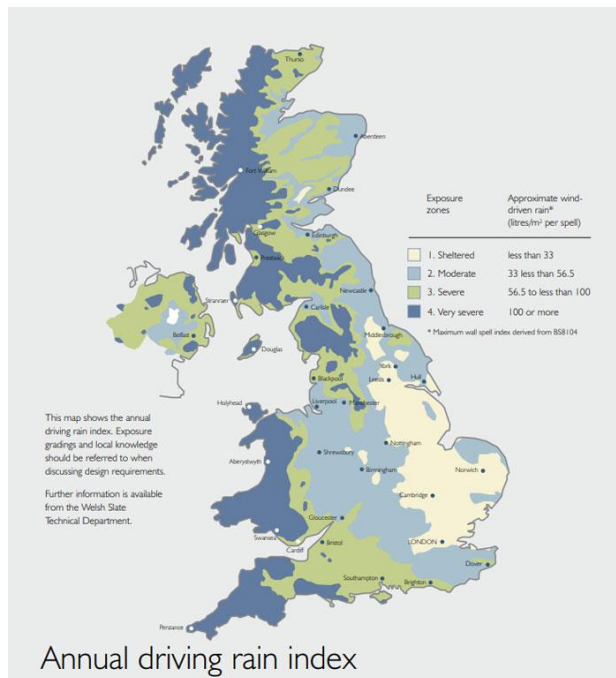 Thurso
Aberdeen
Fort William
Dundee
Glasgow
Edinburgh
Prestwick
Stranraer
Newcastle
Carlisle
Belfast
Middlesbrough
Douglas
York
Blackpool
Leeds
Hull
Holyhead
Liverpool
Manchester
Nottingham
Shrewsbury
Norwich
Aberystwyth
Birmingham
Cambridge
Gloucester
Swansea
Cardiff
Bristol
LONDON
Dover
Southampton
Brighton
Penzance
Exposure
zones
Approximate wind-
driven rain*
(litres/m² per spell)
1. Sheltered less than 33
2. Moderate 33 less than 56.5
3. Severe 56.5 to less than 100
4. Very severe 100 or more
* Maximum wall spell index derived from BS8104
This map shows the annual
driving rain index. Exposure
gradings and local knowledge
should be referred to when
discussing design requirements.
Further information is available
from the Welsh Slate
Technical Department.
Annual driving rain index